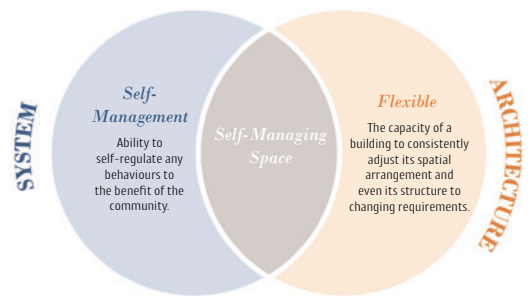 SYSTEM
Self-
Management
Ability to
self-regulate any
behaviours to
the benefit of the
community.
Self-Managing
Space
Flexible
The capacity of a
building to consistently
adjust its spatial
arrangement and
even its structure to
changing requirements.
ARCHITECTURE